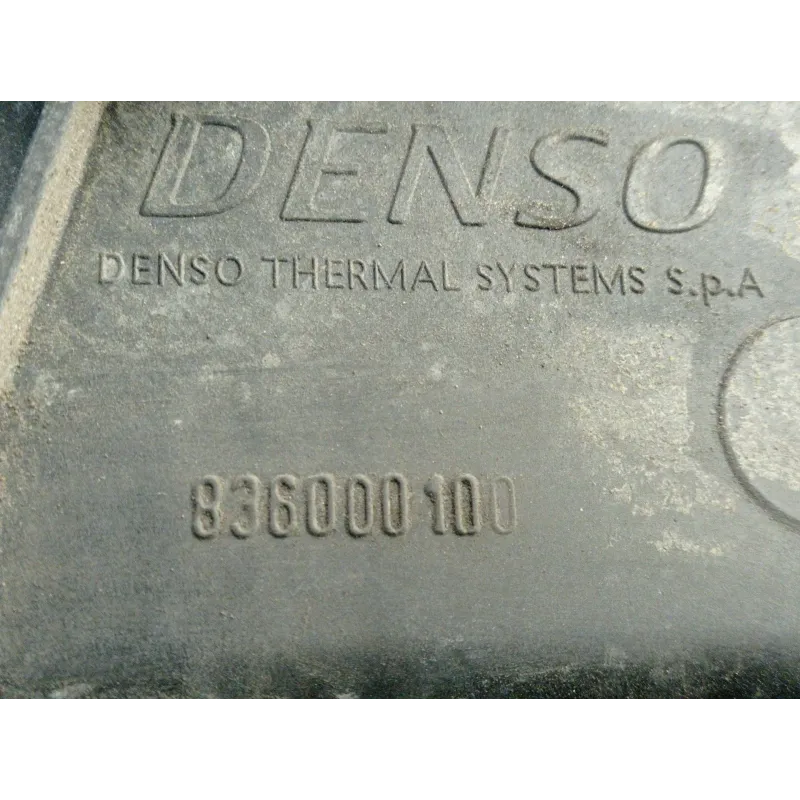 DENSO
DENSO THERMAL SYSTEMS S.p.A
836000100